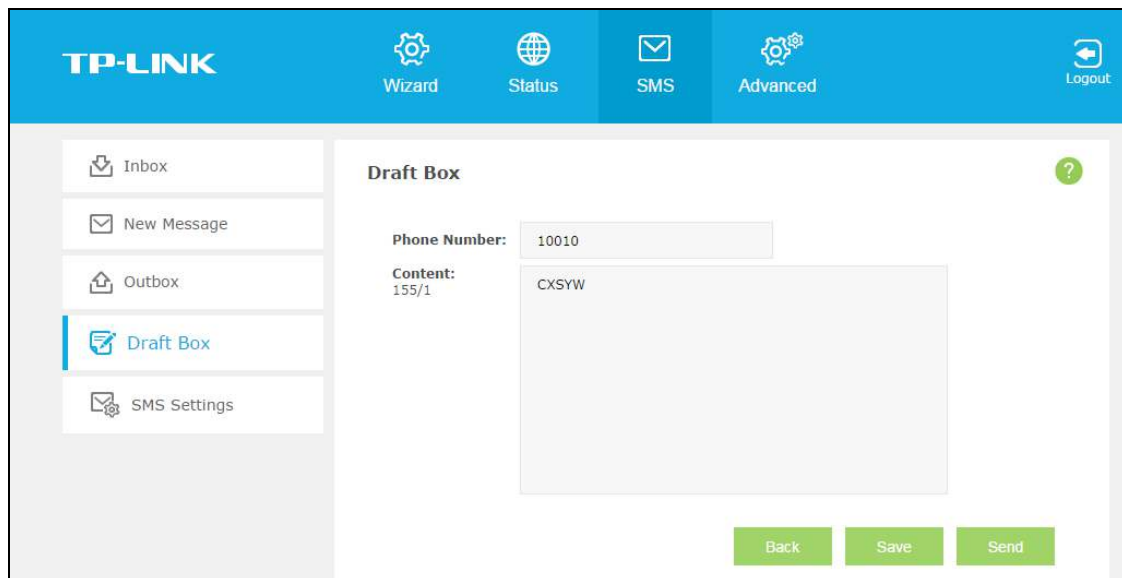 TP-LINK
Wizard
Status
SMS
Advanced
Logout
Inbox
New Message
Outbox
Draft Box
SMS Settings
Draft Box
?
Phone Number:
10010
Content:
155/1
CXSYW
Back
Save
Send